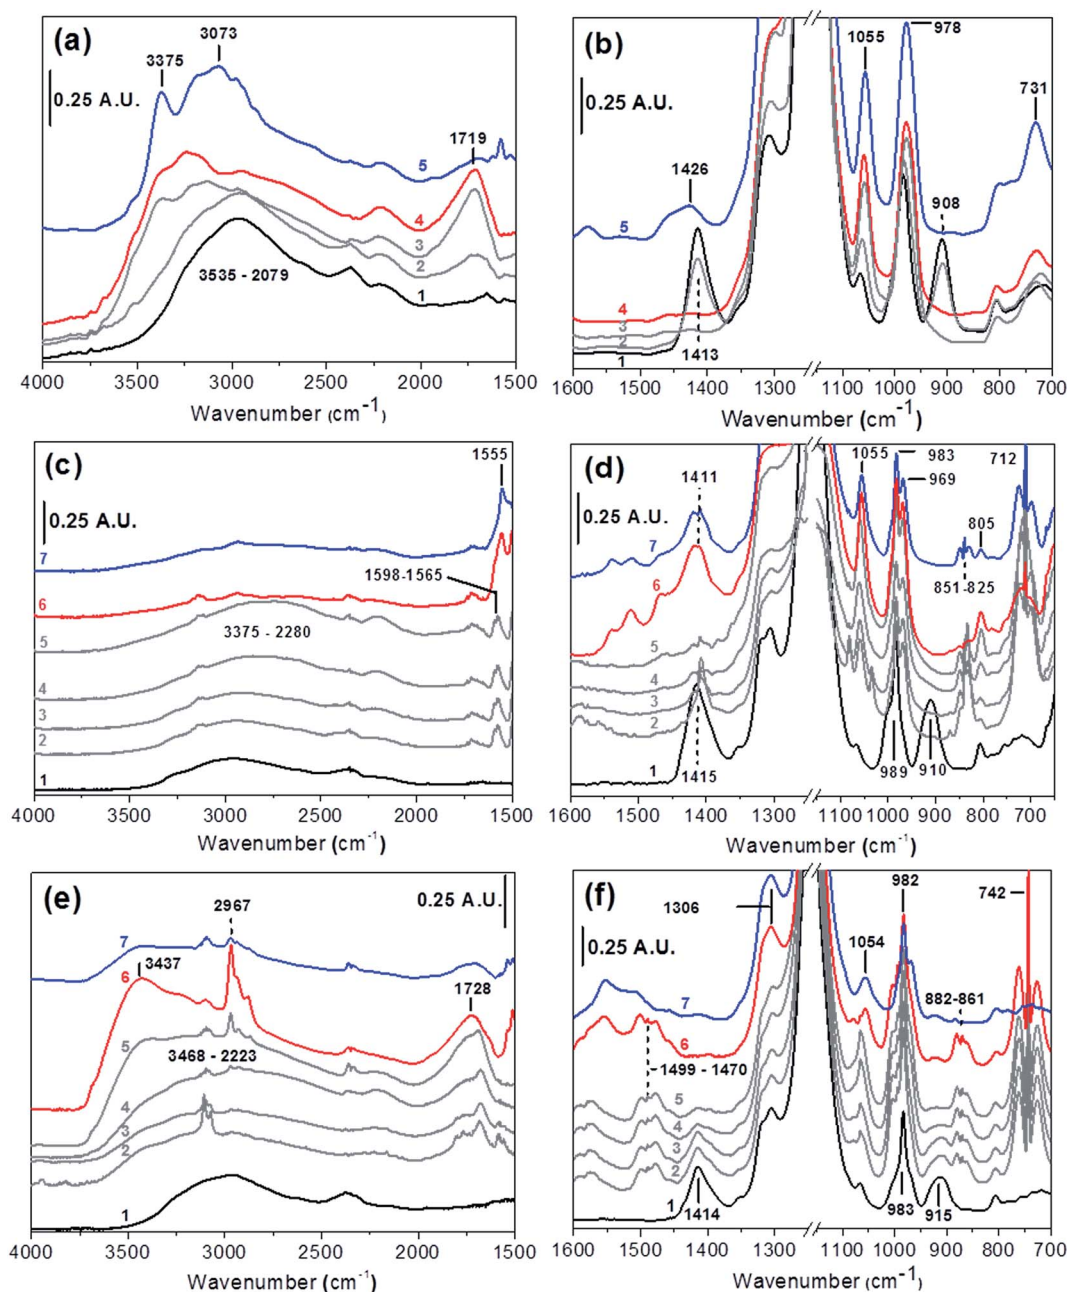 (a)
3375
3073
0.25 A.U.
1719
5
4
3
2
3535 - 2079
1
4000 3500 3000 2500 2000 1500
Wavenumber (cm-1)
(b)
1055
978
0.25 A.U.
731
1426
908
5
4
3
2
1
1413
1600 1500 1400 1300 1100 1000 900 800 700
Wavenumber (cm-1)
(c)
1555
0.25 A.U.
7
1598-1565
6
5
3375 - 2280
4
3
2
1
4000 3500 3000 2500 2000 1500
Wavenumber (cm-1)
(d)
1055
983
1411
969
712
0.25 A.U.
805
7
851-825
6
5
4
3
2
1
1415
989
910
1600 1500 1400 1300 1100 1000 900 800 700
Wavenumber (cm-1)
(e)
2967
0.25 A.U.
7
6
3437
1728
5
3468 - 2223
4
3
2
1
4000 3500 3000 2500 2000 1500
Wavenumber (cm-1)
(f)
982
742
1306
0.25 A.U.
1054
7
882-861
6
1499 - 1470
5
4
3
2
1
1414
983
915
1600 1500 1400 1300 1100 1000 900 800 700
Wavenumber (cm-1)